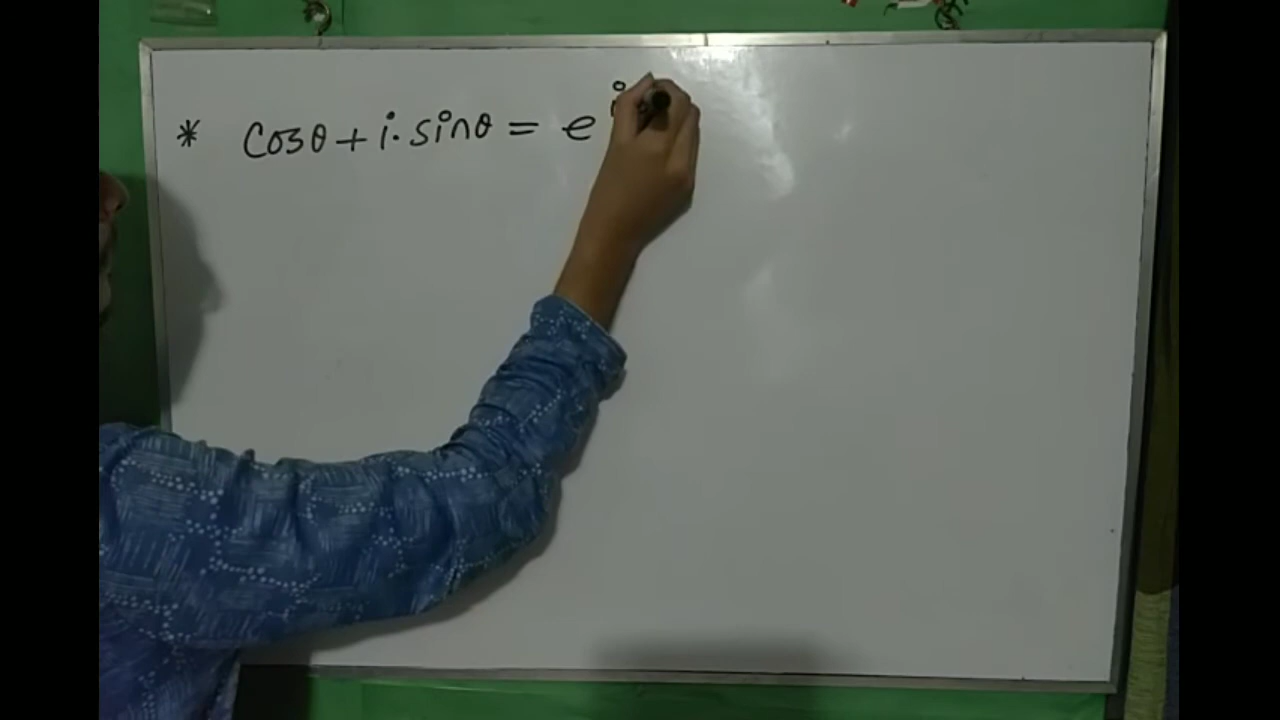 * cosθ + i. sinθ = e^i